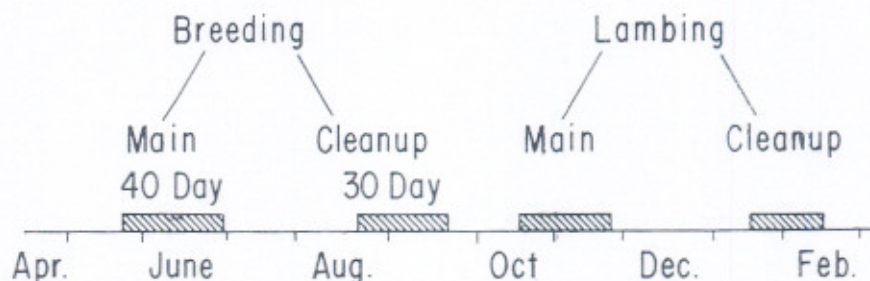 Breeding Lambing
Main Cleanup Main Cleanup
40 Day 30 Day
Apr. June Aug. Oct Dec. Feb.